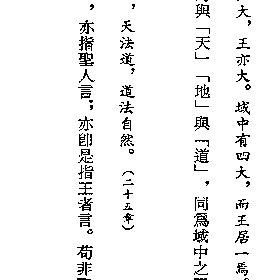 大，王亦大。域中有四大，而王居一焉。
與「天」「地」與「道」，同為域中之
，天法道，道法自然。（二十五章）
，亦指聖人言；亦卽是指王者言。苟非